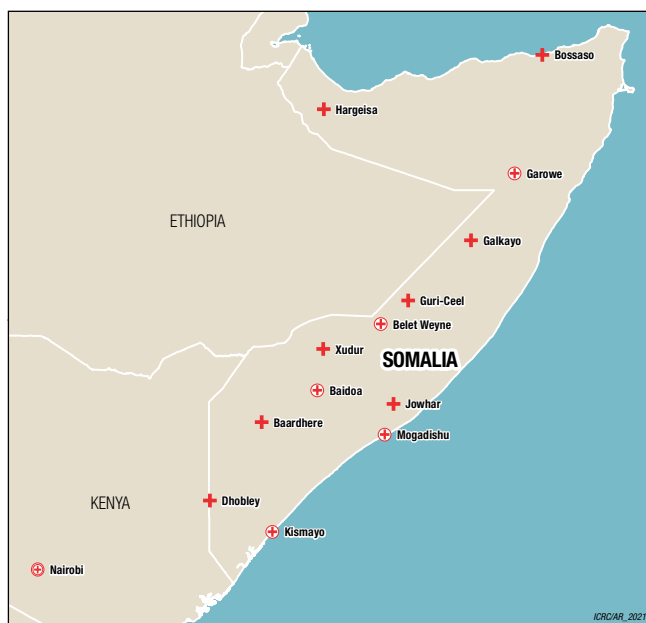 Bossaso
Hargeisa
Garowe
ETHIOPIA
Galkayo
Guri-Ceel
Belet Weyne
Xudur
SOMALIA
Baidoa
Jowhar
Baardhere
Mogadishu
Dhobley
KENYA
Kismayo
Nairobi
ICRC/AR_2021